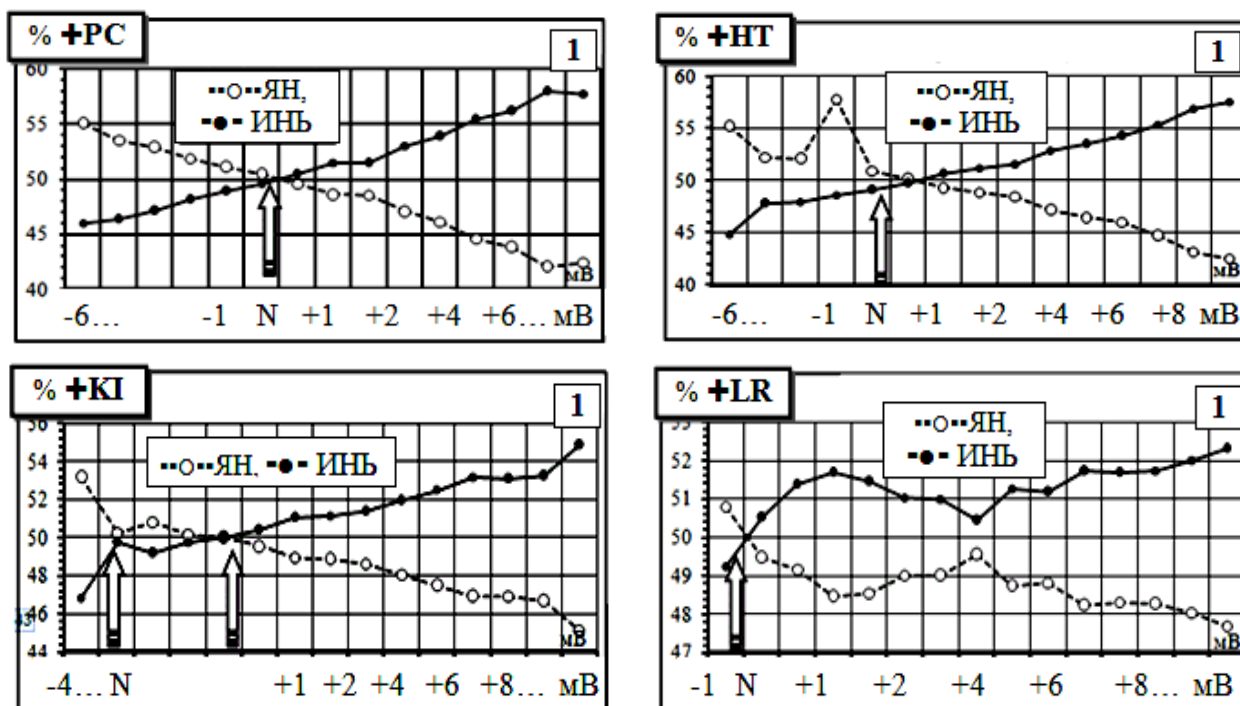 % +PC
1
60
55
50
45
40
--○--ЯН,
-●- ИНЬ
мВ
-6... -1 N +1 +2 +4 +6... мВ
% +HT
1
60
55
50
45
40
--○--ЯН,
-●- ИНЬ
мВ
-6... -1 N +1 +2 +4 +6 +8 мВ
% +KI
1
56
54
52
50
48
46
44
--○--ЯН, -●- ИНЬ
мВ
-4... N +1 +2 +4 +6 +8... мВ
% +LR
1
53
52
51
50
49
48
47
--○--ЯН,
-●- ИНЬ
мВ
-1 N +1 +2 +4 +6 +8... мВ